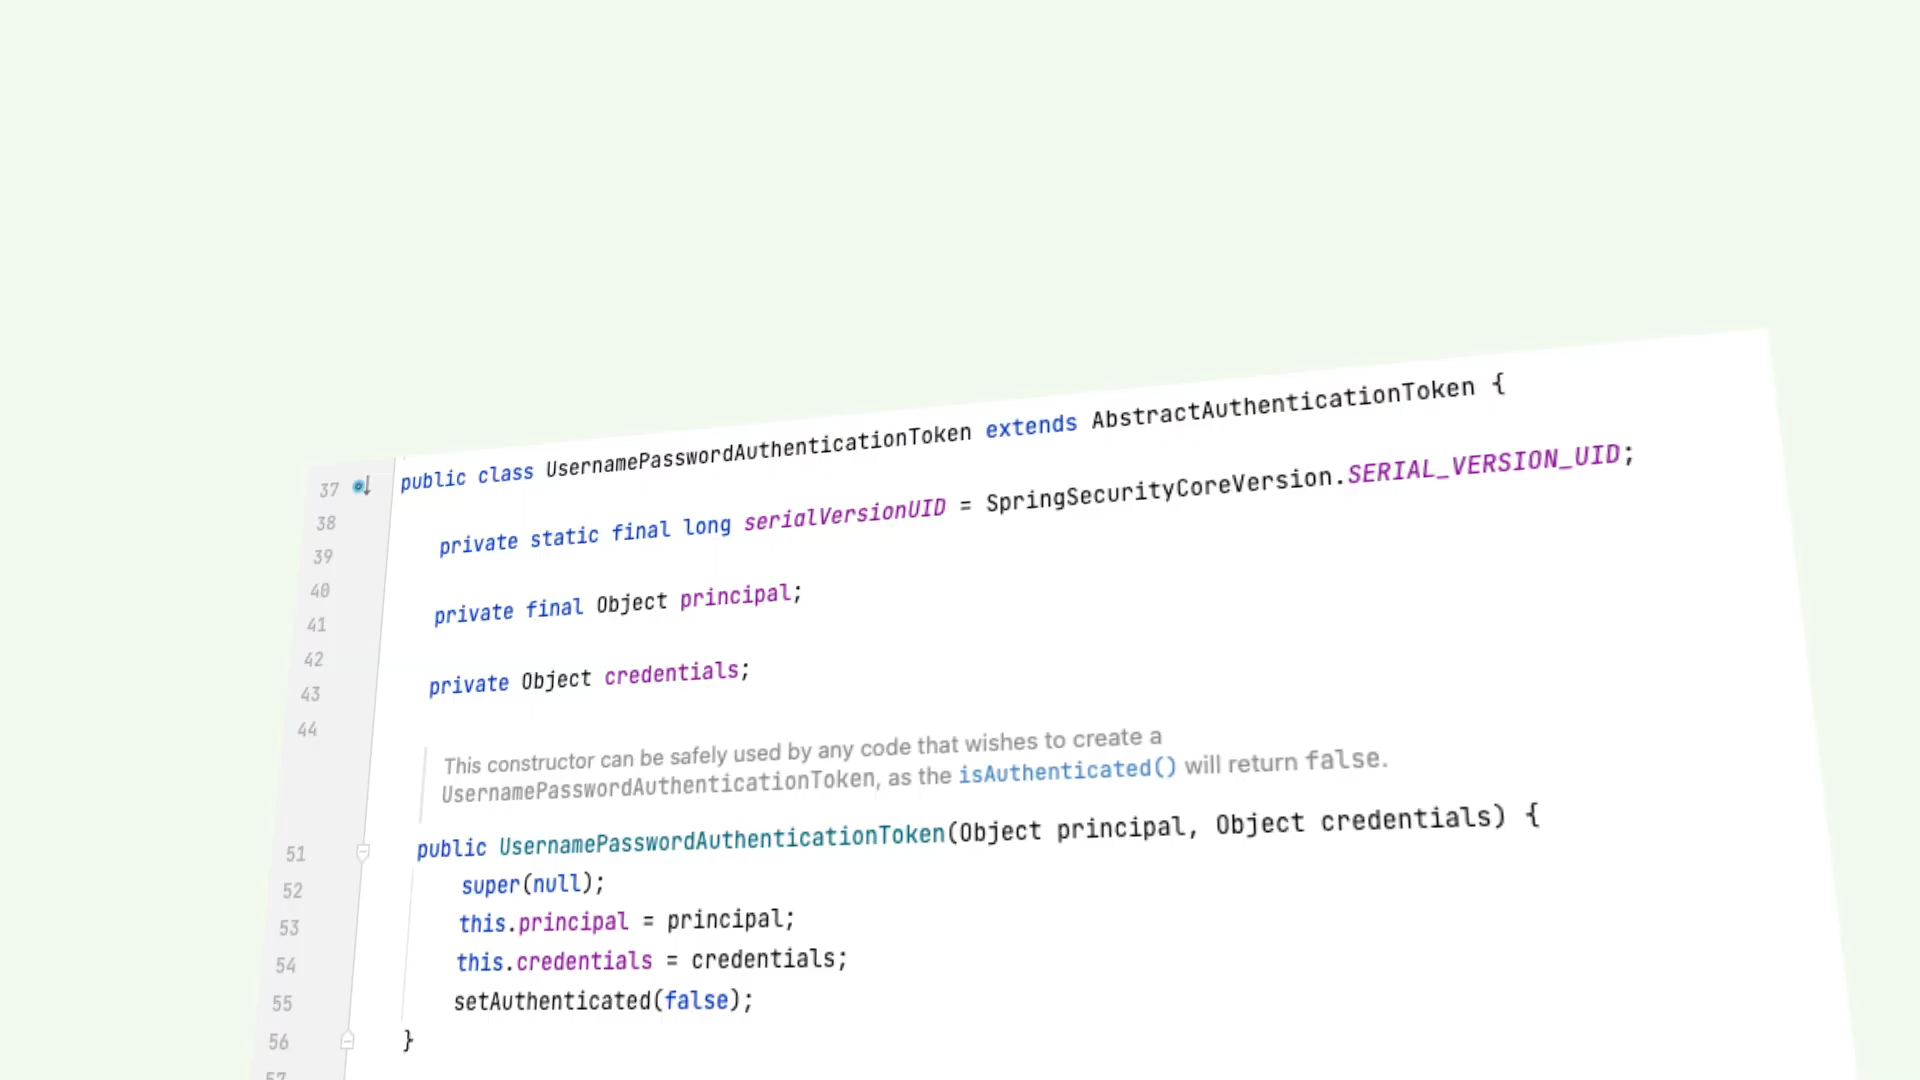 37 public class UsernamePasswordAuthenticationToken extends AbstractAuthenticationToken {
38
39 private static final long serialVersionUID = SpringSecurityCoreVersion.SERIAL_VERSION_UID;
40
41 private final Object principal;
42
43 private Object credentials;
44
This constructor can be safely used by any code that wishes to create a
UsernamePasswordAuthenticationToken, as the isAuthenticated() will return false.
51 public UsernamePasswordAuthenticationToken(Object principal, Object credentials) {
52 super(null);
53 this.principal = principal;
54 this.credentials = credentials;
55 setAuthenticated(false);
56 }
57